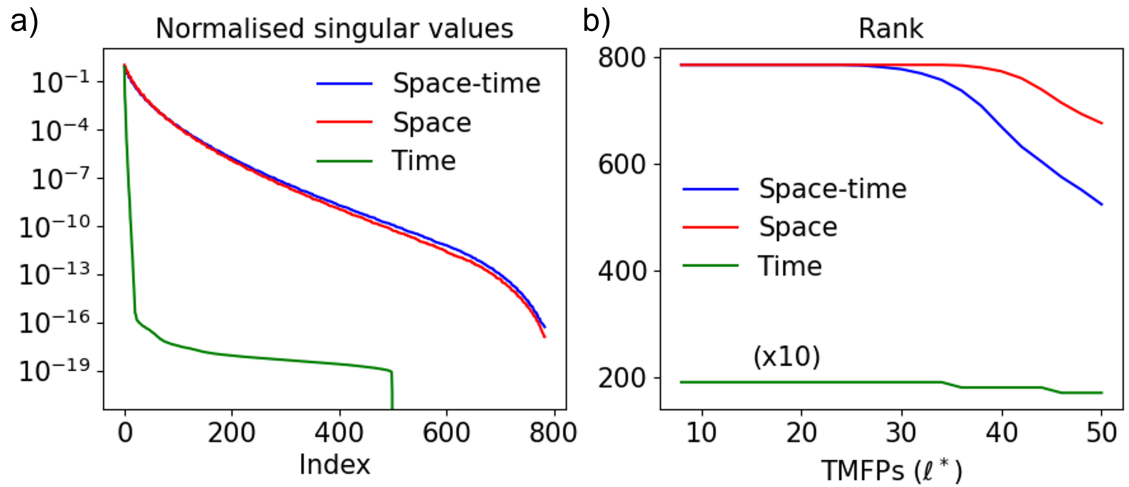 a)
Normalised singular values
10⁻¹
10⁻⁴
10⁻⁷
10⁻¹⁰
10⁻¹³
10⁻¹⁶
10⁻¹⁹
Space-time
Space
Time
0 200 400 600 800
Index
b)
Rank
800
600
400
200
Space-time
Space
Time
(x10)
10 20 30 40 50
TMFPs (ℓ*)